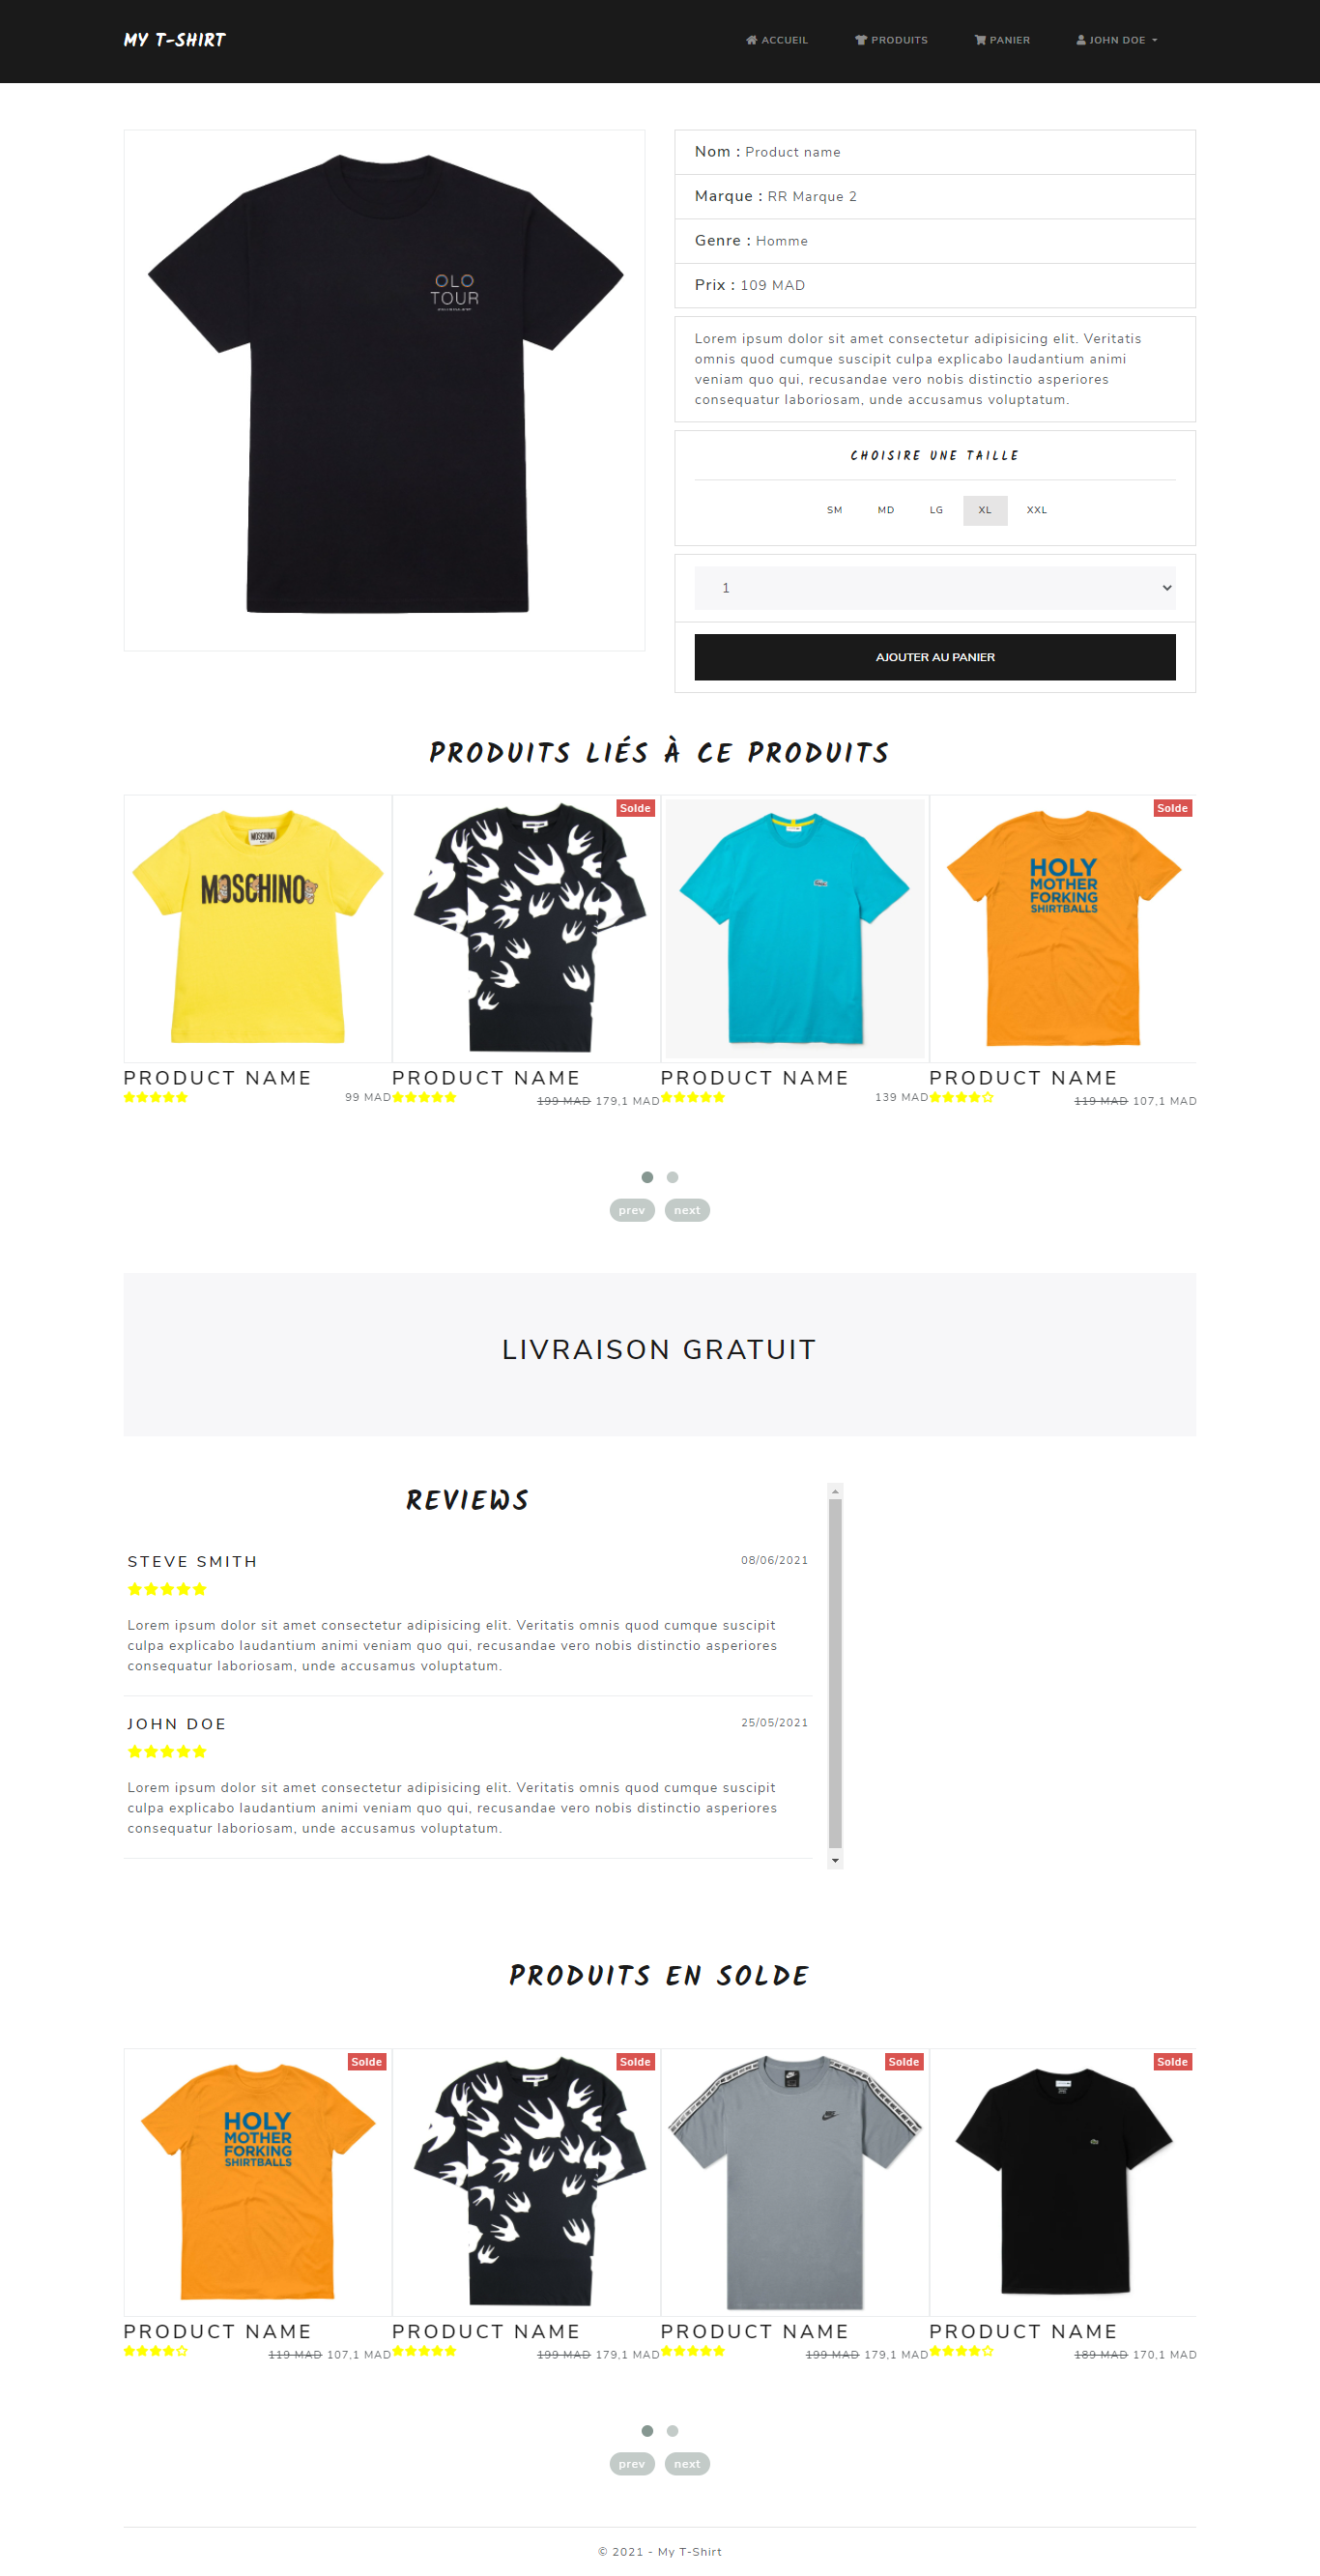 MY T-SHIRT
ACCUEIL
PRODUITS
PANIER
JOHN DOE
OLO
TOUR
Nom : Product name
Marque : RR Marque 2
Genre : Homme
Prix : 109 MAD
Lorem ipsum dolor sit amet consectetur adipisicing elit. Veritatis
omnis quod cumque suscipit culpa explicabo laudantium animi
veniam quo qui, recusandae vero nobis distinctio asperiores
consequatur laboriosam, unde accusamus voluptatum.
CHOISIRE UNE TAILLE
SM MD LG XL XXL
1
AJOUTER AU PANIER
PRODUITS LIÉS À CE PRODUITS
MOSCHINO
MOSCHINO
PRODUCT NAME
99 MAD
Solde
PRODUCT NAME
199 MAD 179,1 MAD
PRODUCT NAME
139 MAD
Solde
HOLY
MOTHER
FORKING
SHIRTBALLS
PRODUCT NAME
119 MAD 107,1 MAD
prev next
LIVRAISON GRATUIT
REVIEWS
STEVE SMITH
08/06/2021
Lorem ipsum dolor sit amet consectetur adipisicing elit. Veritatis omnis quod cumque suscipit
culpa explicabo laudantium animi veniam quo qui, recusandae vero nobis distinctio asperiores
consequatur laboriosam, unde accusamus voluptatum.
JOHN DOE
25/05/2021
Lorem ipsum dolor sit amet consectetur adipisicing elit. Veritatis omnis quod cumque suscipit
culpa explicabo laudantium animi veniam quo qui, recusandae vero nobis distinctio asperiores
consequatur laboriosam, unde accusamus voluptatum.
PRODUITS EN SOLDE
Solde
HOLY
MOTHER
FORKING
SHIRTBALLS
PRODUCT NAME
119 MAD 107,1 MAD
Solde
PRODUCT NAME
199 MAD 179,1 MAD
Solde
PRODUCT NAME
199 MAD 179,1 MAD
Solde
PRODUCT NAME
189 MAD 170,1 MAD
prev next
© 2021 - My T-Shirt